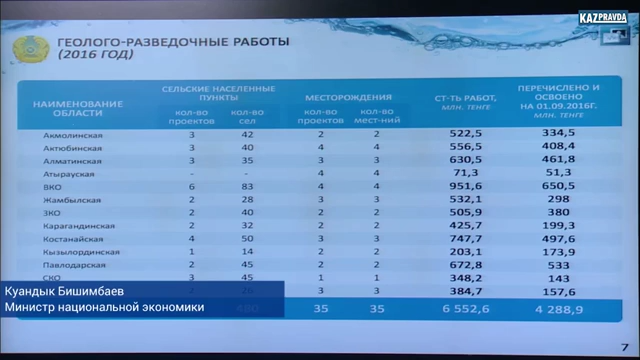 KAZPRAVDA
ГЕОЛОГО-РАЗВЕДОЧНЫЕ РАБОТЫ
(2016 ГОД)
НАИМЕНОВАНИЕ ОБЛАСТИ СЕЛЬСКИЕ НАСЕЛЕННЫЕ ПУНКТЫ МЕСТОРОЖДЕНИЯ СТ-ТЬ РАБОТ, МЛН. ТЕНГЕ ПЕРЕЧИСЛЕНО И ОСВОЕНО НА 01.09.2016Г. МЛН. ТЕНГЕ
кол-во проектов кол-во сел кол-во проектов кол-во мест-ний
Акмолинская 3 42 2 2 522,5 334,5
Актюбинская 3 40 4 4 556,5 408,4
Алматинская 3 35 3 3 630,5 461,8
Атырауская - - 4 4 71,3 51,3
ВКО 6 83 4 4 951,6 650,5
Жамбылская 2 28 3 3 532,1 298
ЗКО 2 40 2 2 505,9 380
Карагандинская 2 32 2 2 425,7 199,3
Костанайская 4 50 3 3 747,7 497,6
Кызылординская 1 14 2 2 203,1 173,9
Павлодарская 2 45 2 2 672,8 533
СКО 3 45 1 1 348,2 143
3 3 384,7 157,6
35 35 6 552,6 4 288,9
Куандык Бишимбаев
Министр национальной экономики
7